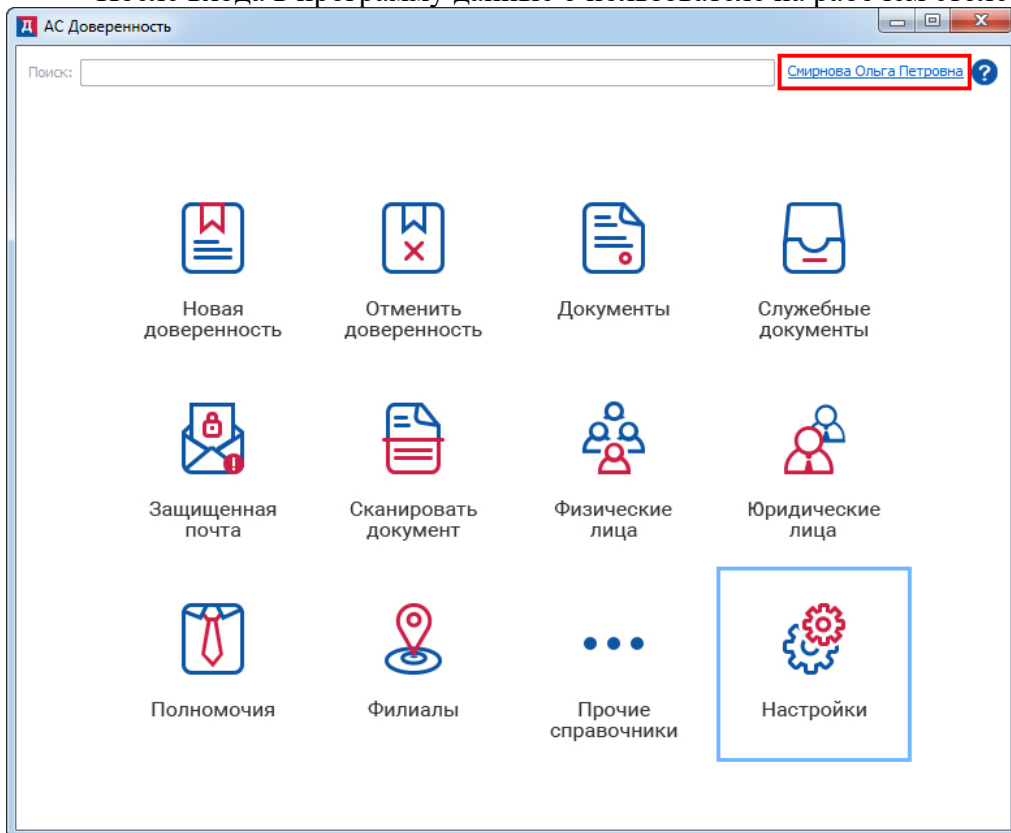 АС Доверенность
Поиск:
Смирнова Ольга Петровна
?
Новая
доверенность
Отменить
доверенность
Документы
Служебные
документы
Защищенная
почта
Сканировать
документ
Физические
лица
Юридические
лица
Полномочия
Филиалы
Прочие
справочники
Настройки